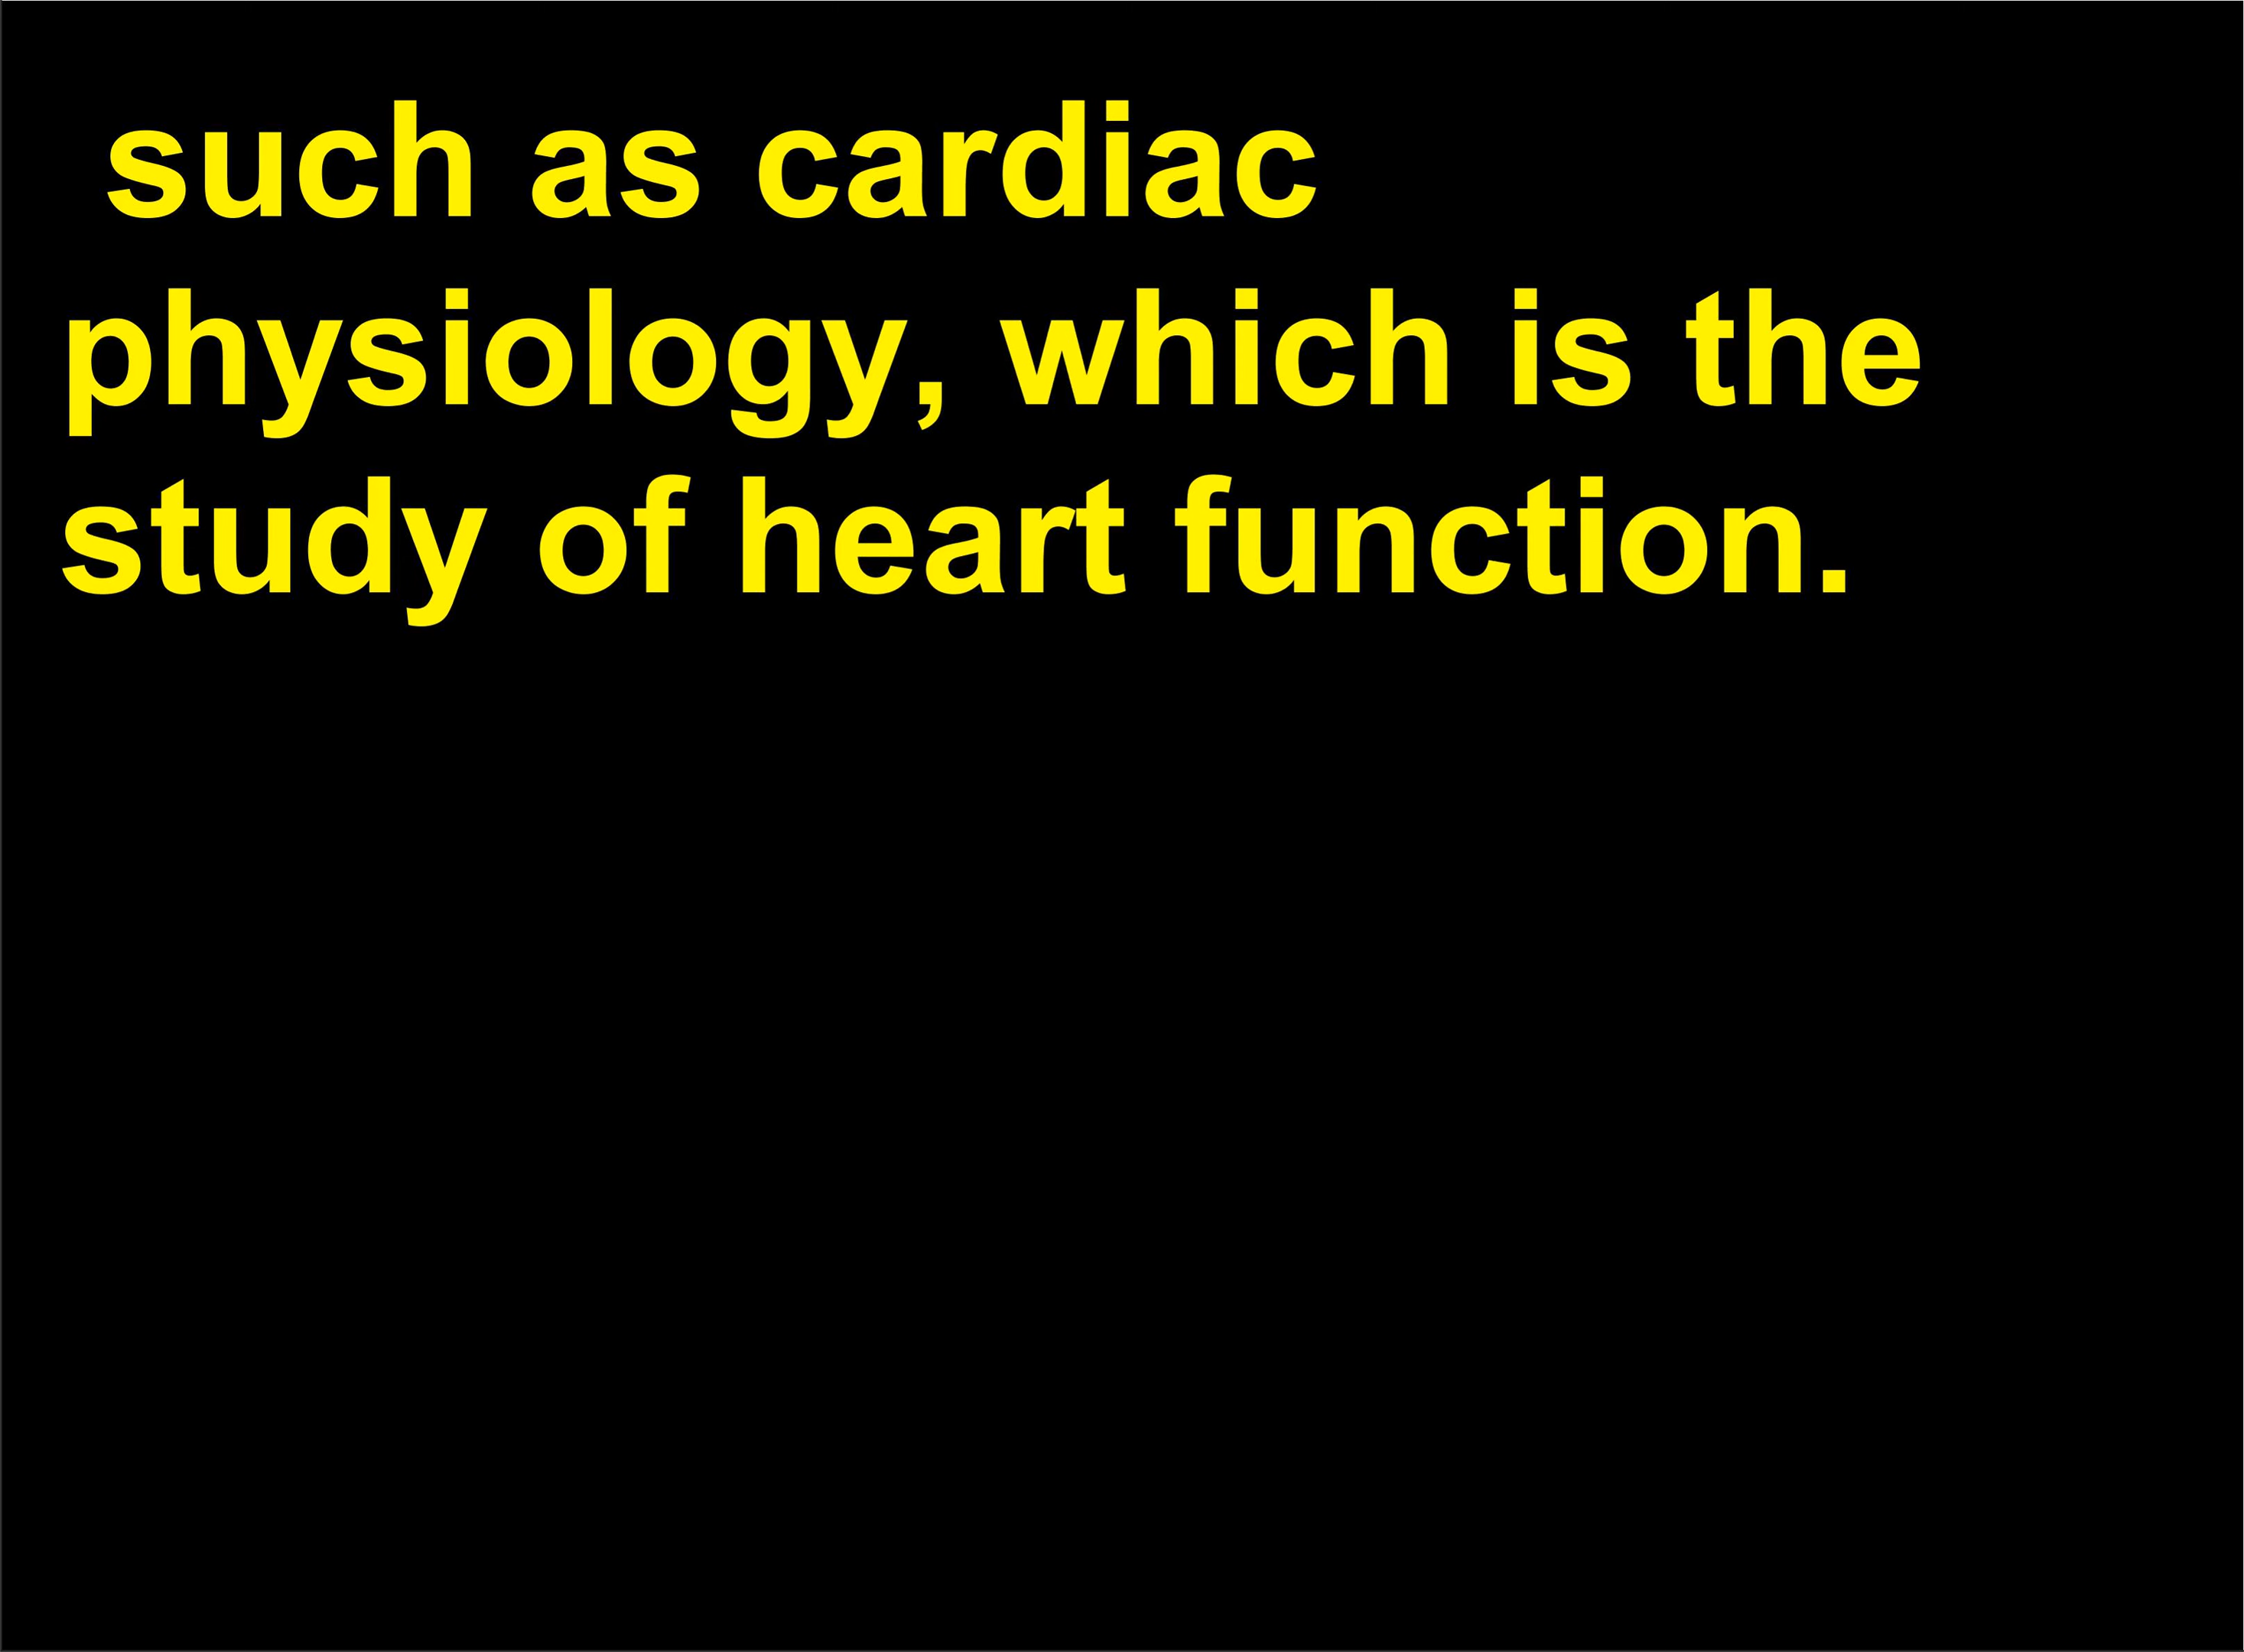 such as cardiac
physiology, which is the
study of heart function.